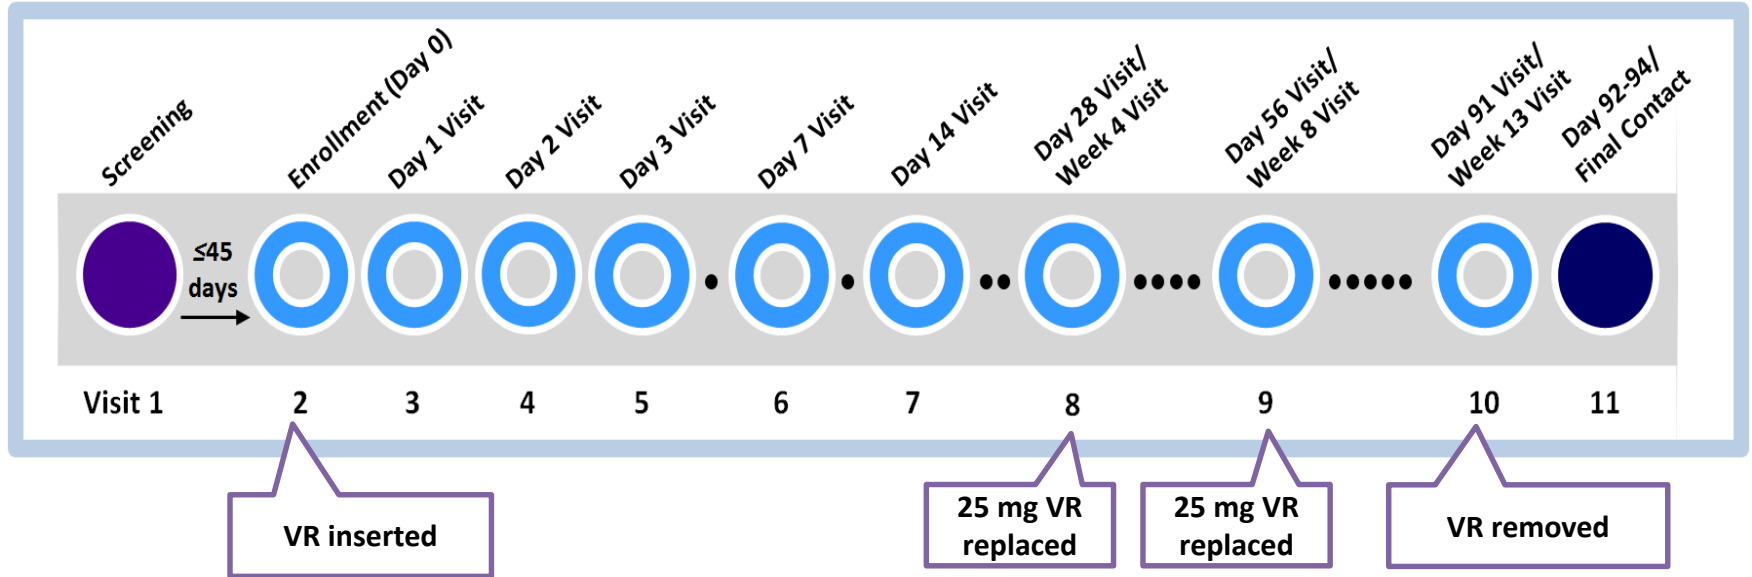 Screening
Enrollment (Day 0)
Day 1 Visit
Day 2 Visit
Day 3 Visit
Day 7 Visit
Day 14 Visit
Day 28 Visit/
Week 4 Visit
Day 56 Visit/
Week 8 Visit
Day 91 Visit/
Week 13 Visit
Day 92-94/
Final Contact
≤45
days
Visit 1
2
3
4
5
6
7
8
9
10
11
VR inserted
25 mg VR
replaced
25 mg VR
replaced
VR removed